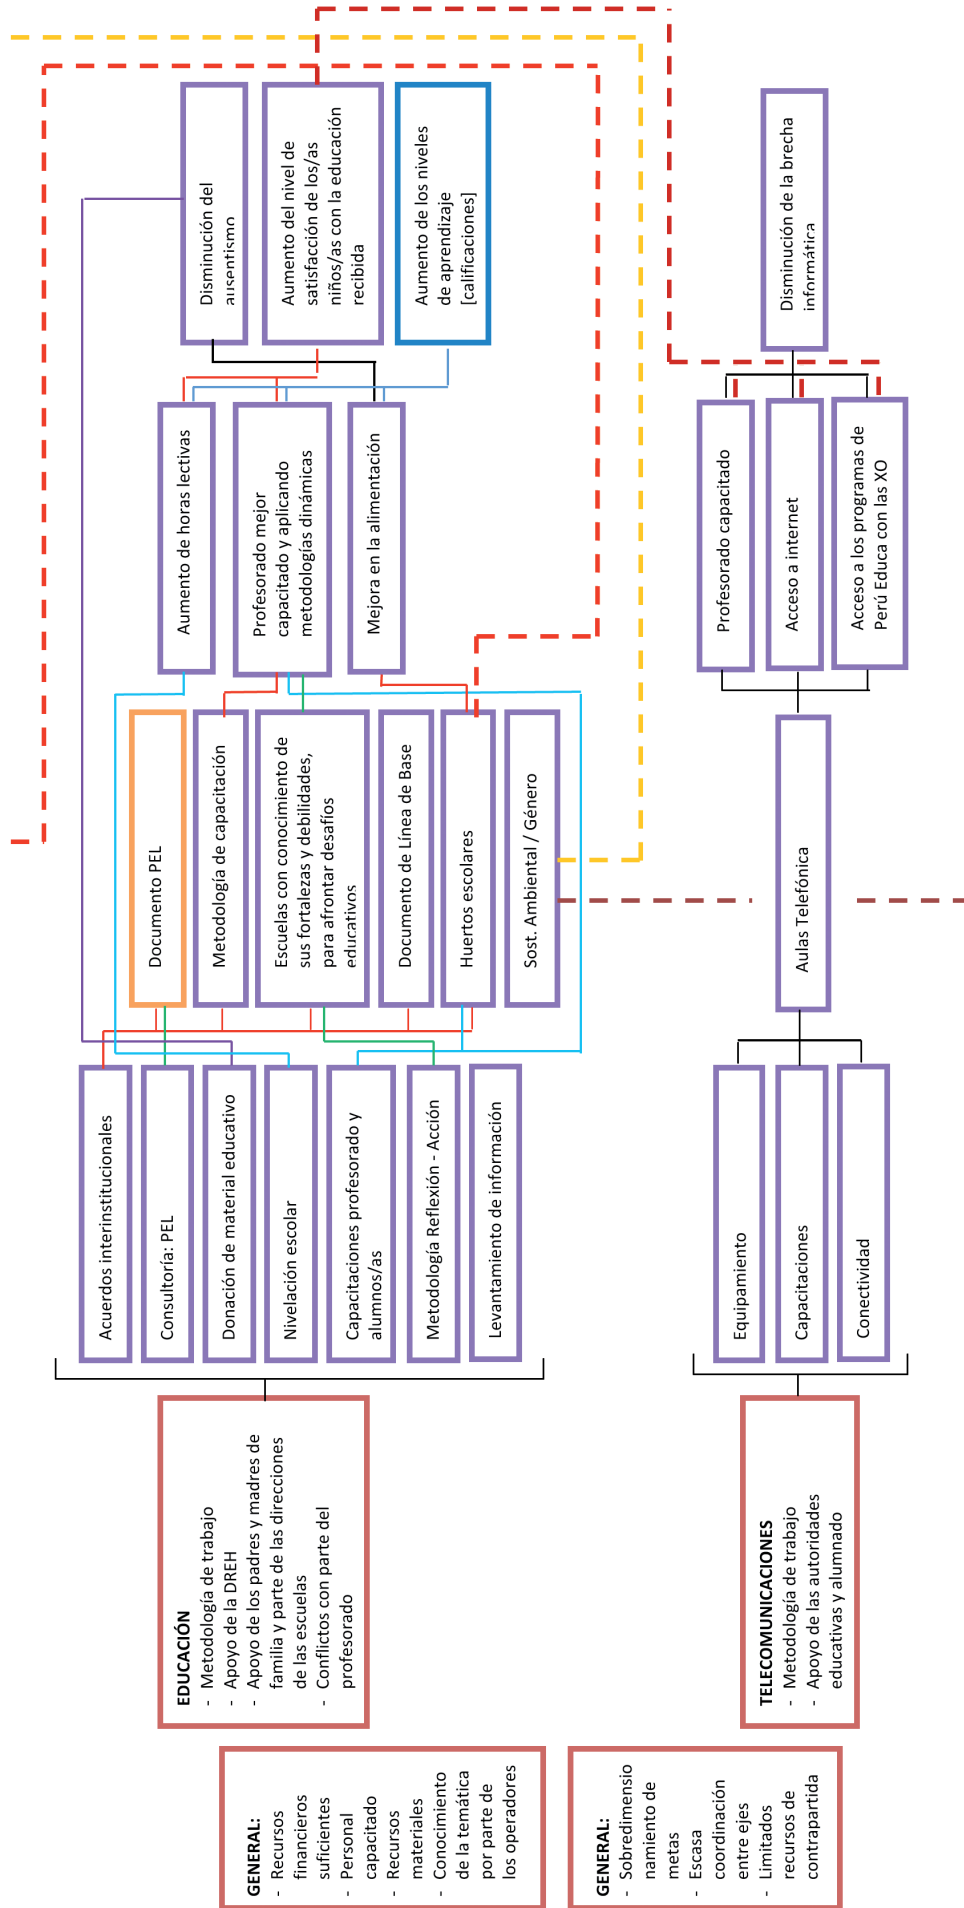 GENERAL:
- Recursos
financieros
suficientes
- Personal
capacitado
- Recursos
materiales
- Conocimiento
de la temática
por parte de
los operadores
GENERAL:
- Sobredimensio
namiento de
metas
- Escasa
coordinación
entre ejes
- Limitados
recursos de
contrapartida
EDUCACIÓN
- Metodología de trabajo
- Apoyo de la DREH
- Apoyo de los padres y madres de
familia y parte de las direcciones
de las escuelas
- Conflictos con parte del
profesorado
Acuerdos interinstitucionales
Consultoría: PEL
Donación de material educativo
Nivelación escolar
Capacitaciones profesorado y
alumnos/as
Metodología Reflexión - Acción
Levantamiento de información
Documento PEL
Metodología de capacitación
Escuelas con conocimiento de
sus fortalezas y debilidades,
para afrontar desafíos
educativos
Documento de Línea de Base
Huertos escolares
Sost. Ambiental / Género
Aumento de horas lectivas
Profesorado mejor
capacitado y aplicando
metodologías dinámicas
Mejora en la alimentación
Disminución del
ausentismo
Aumento del nivel de
satisfacción de los/as
niños/as con la educación
recibida
Aumento de los niveles
de aprendizaje
[calificaciones]
TELECOMUNICACIONES
- Metodología de trabajo
- Apoyo de las autoridades
educativas y alumnado
Equipamiento
Capacitaciones
Conectividad
Aulas Telefónica
Profesorado capacitado
Acceso a internet
Acceso a los programas de
Perú Educa con las XO
Disminución de la brecha
informática